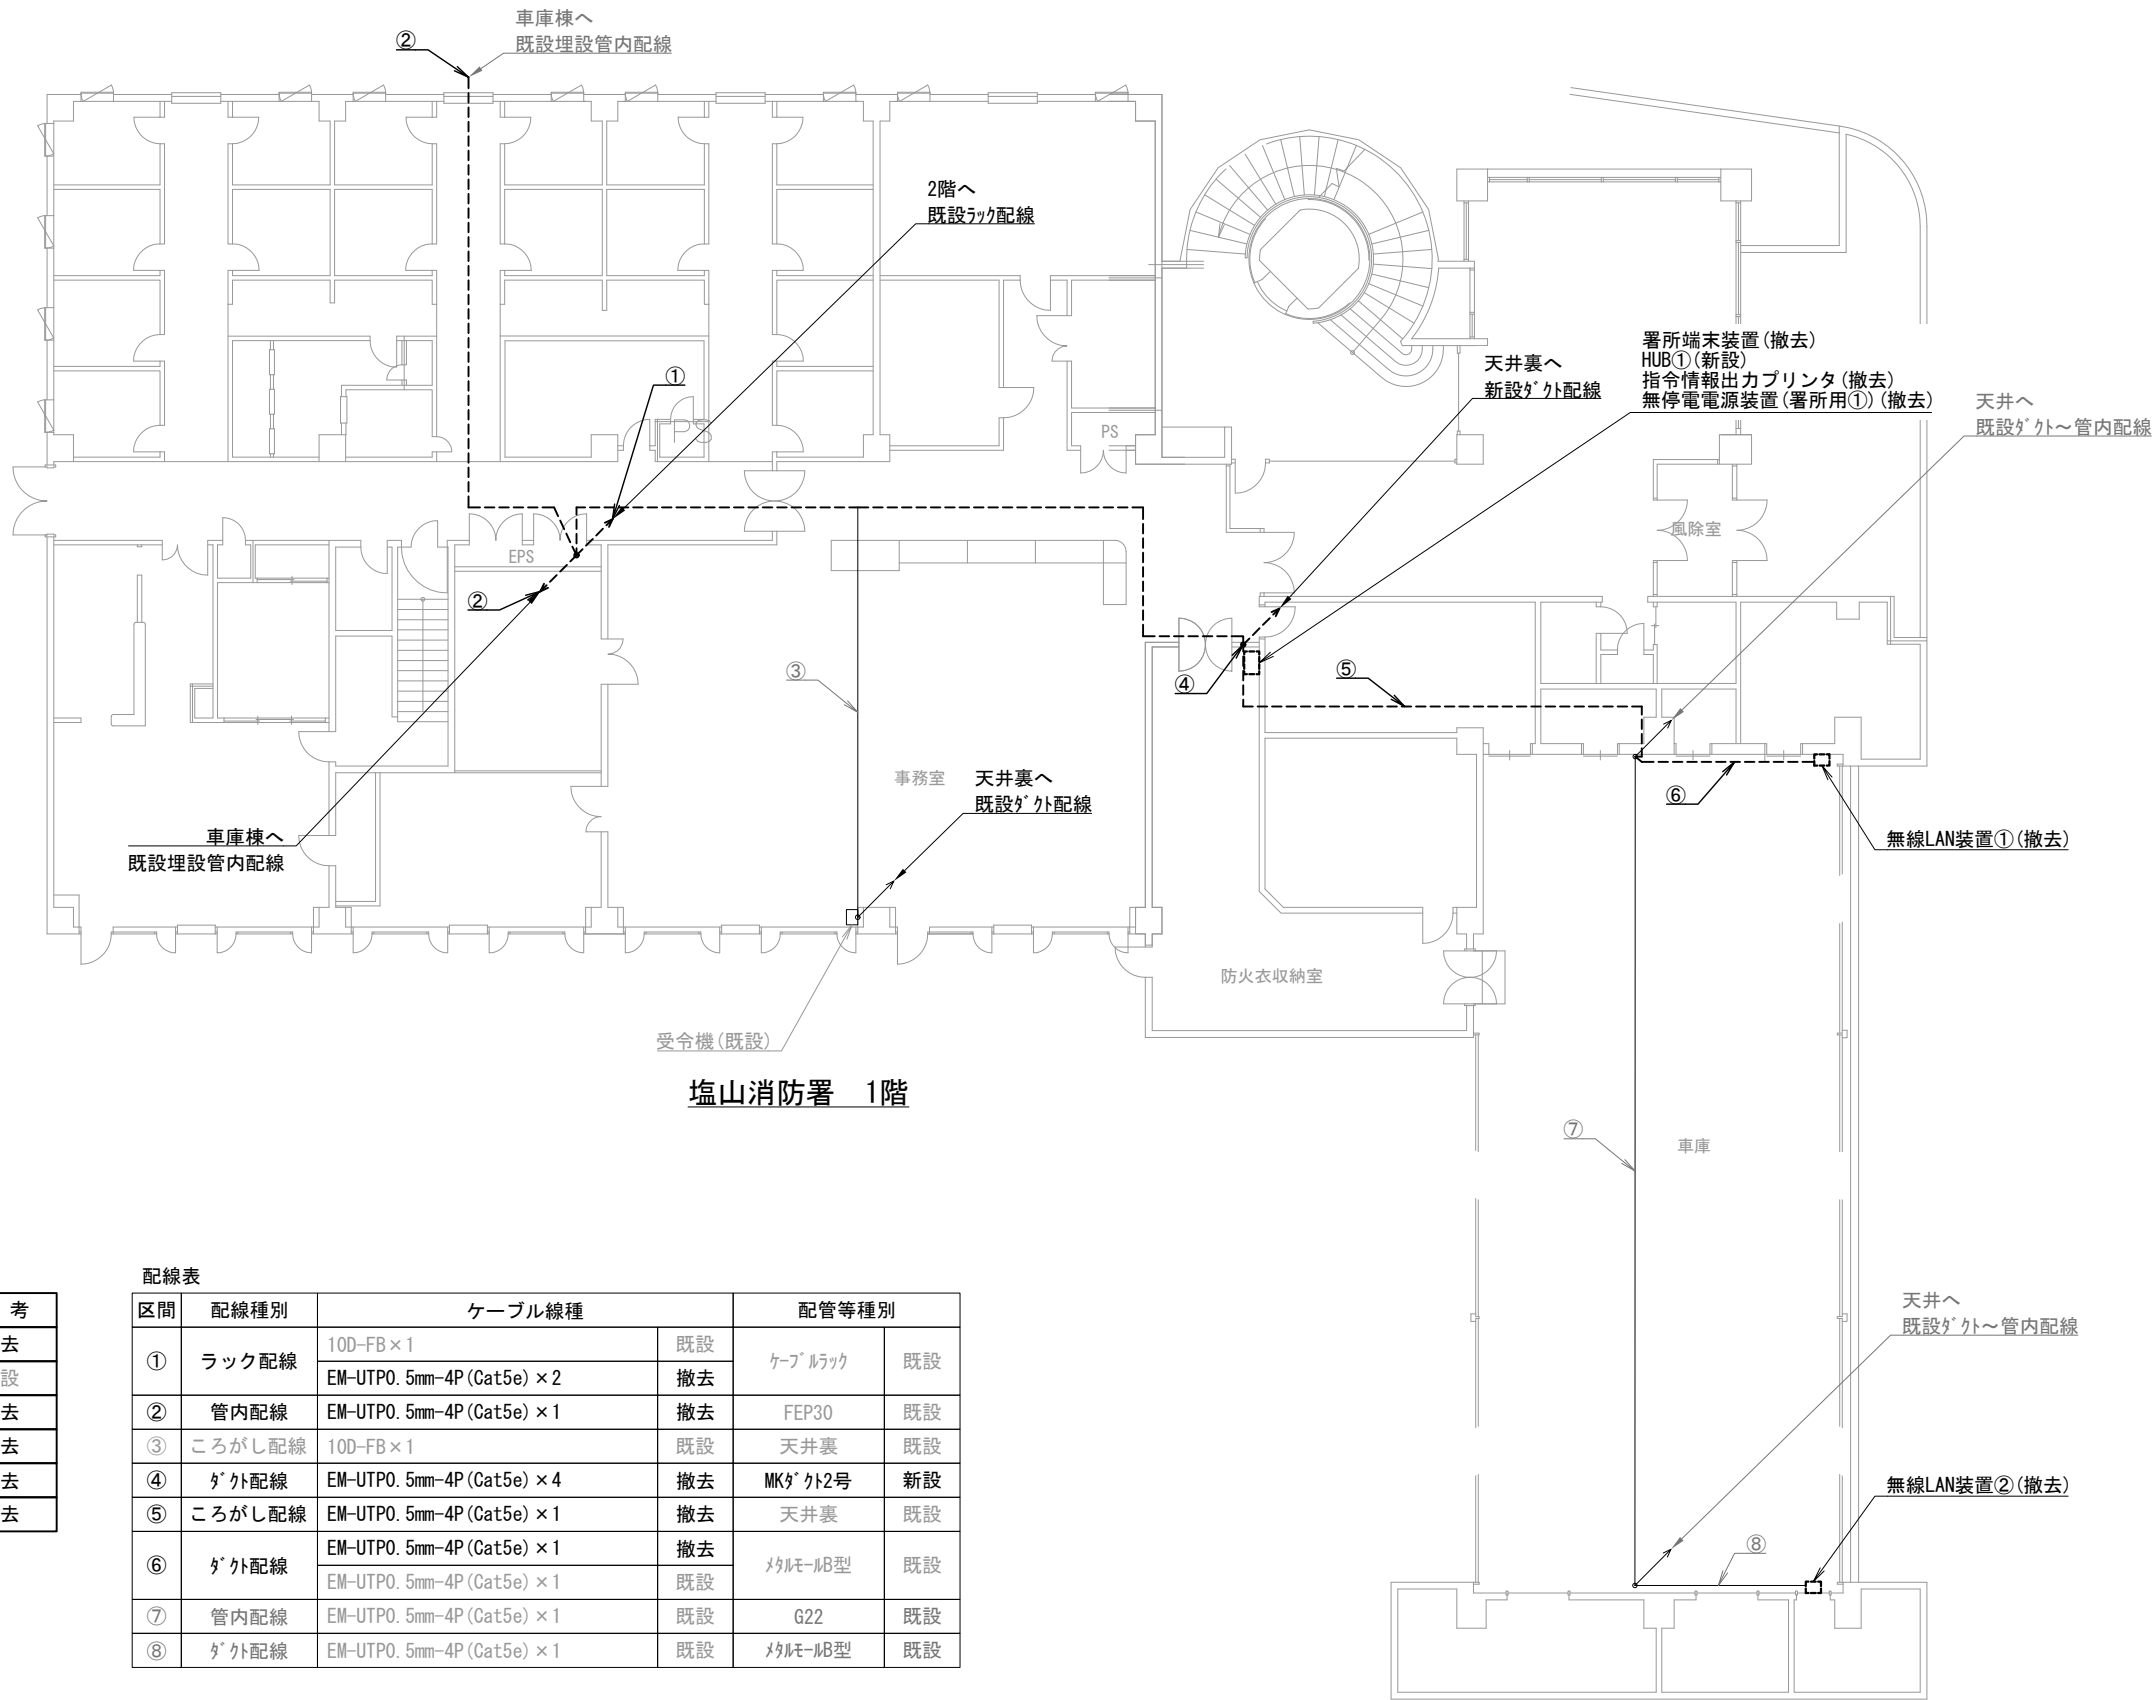 車庫棟へ
既設埋設管内配線
②
2階へ
既設ﾗｯｸ配線
①
PS
PS
EPS
②
天井裏へ
新設ﾀﾞｸﾄ配線
署所端末装置(撤去)
HUB①(新設)
指令情報出力プリンタ(撤去)
無停電電源装置(署所用①)(撤去)
天井へ
既設ﾀﾞｸﾄ～管内配線
風除室
③
④
⑤
⑥
事務室
天井裏へ
既設ﾀﾞｸﾄ配線
車庫棟へ
既設埋設管内配線
無線LAN装置①(撤去)
防火衣収納室
受令機(既設)
塩山消防署　1階
⑦
車庫
天井へ
既設ﾀﾞｸﾄ～管内配線
無線LAN装置②(撤去)
⑧
考
去
設
去
去
去
去
配線表
区間 配線種別 ケーブル線種 配管等種別
① ラック配線 10D-FB×1 既設 ｹｰﾌﾞﾙﾗｯｸ 既設
EM-UTP0.5mm-4P(Cat5e)×2 撤去
② 管内配線 EM-UTP0.5mm-4P(Cat5e)×1 撤去 FEP30 既設
③ ころがし配線 10D-FB×1 既設 天井裏 既設
④ ﾀﾞｸﾄ配線 EM-UTP0.5mm-4P(Cat5e)×4 撤去 MKﾀﾞｸﾄ2号 新設
⑤ ころがし配線 EM-UTP0.5mm-4P(Cat5e)×1 撤去 天井裏 既設
⑥ ﾀﾞｸﾄ配線 EM-UTP0.5mm-4P(Cat5e)×1 撤去 ﾒﾀﾙﾓｰﾙB型 既設
EM-UTP0.5mm-4P(Cat5e)×1 既設
⑦ 管内配線 EM-UTP0.5mm-4P(Cat5e)×1 既設 G22 既設
⑧ ﾀﾞｸﾄ配線 EM-UTP0.5mm-4P(Cat5e)×1 既設 ﾒﾀﾙﾓｰﾙB型 既設